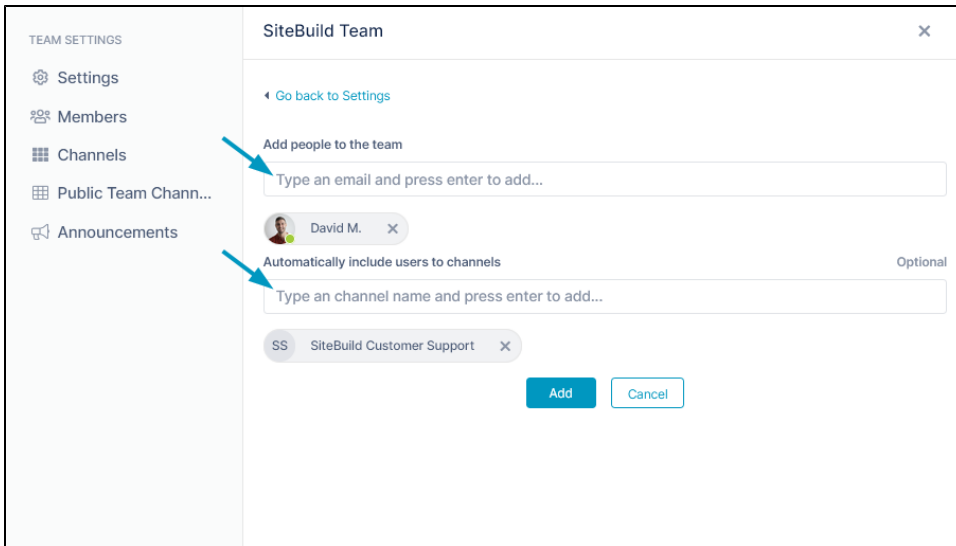 TEAM SETTINGS
Settings
Members
Channels
Public Team Chann...
Announcements
SiteBuild Team
Go back to Settings
Add people to the team
Type an email and press enter to add...
David M.
Automatically include users to channels
Optional
Type an channel name and press enter to add...
SS SiteBuild Customer Support
Add
Cancel